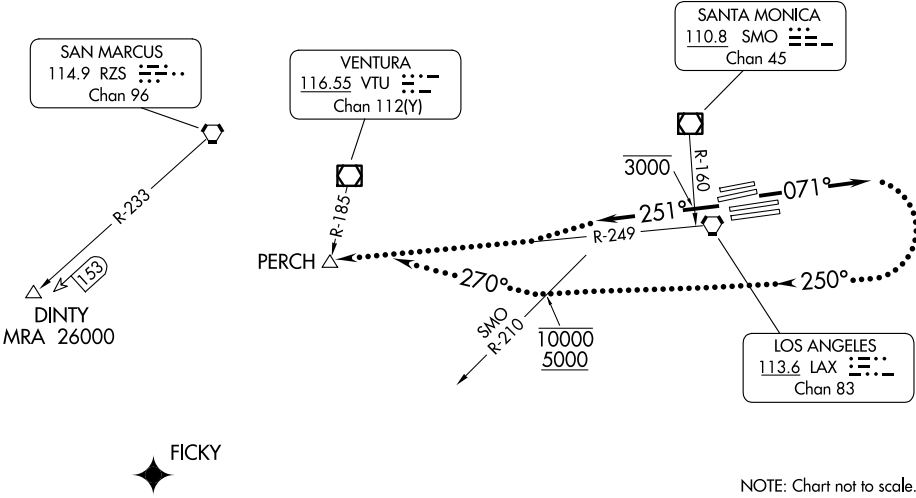 SANTA MONICA
110.8 SMO
Chan 45
SAN MARCUS
114.9 RZS
Chan 96
VENTURA
116.55 VTU
Chan 112(Y)
3000
R-160
071°
R-233
R-185
251°
R-249
PERCH
153
DINTY
MRA 26000
270°
250°
SMO
R-210
10000
5000
LOS ANGELES
113.6 LAX
Chan 83
FICKY
NOTE: Chart not to scale.